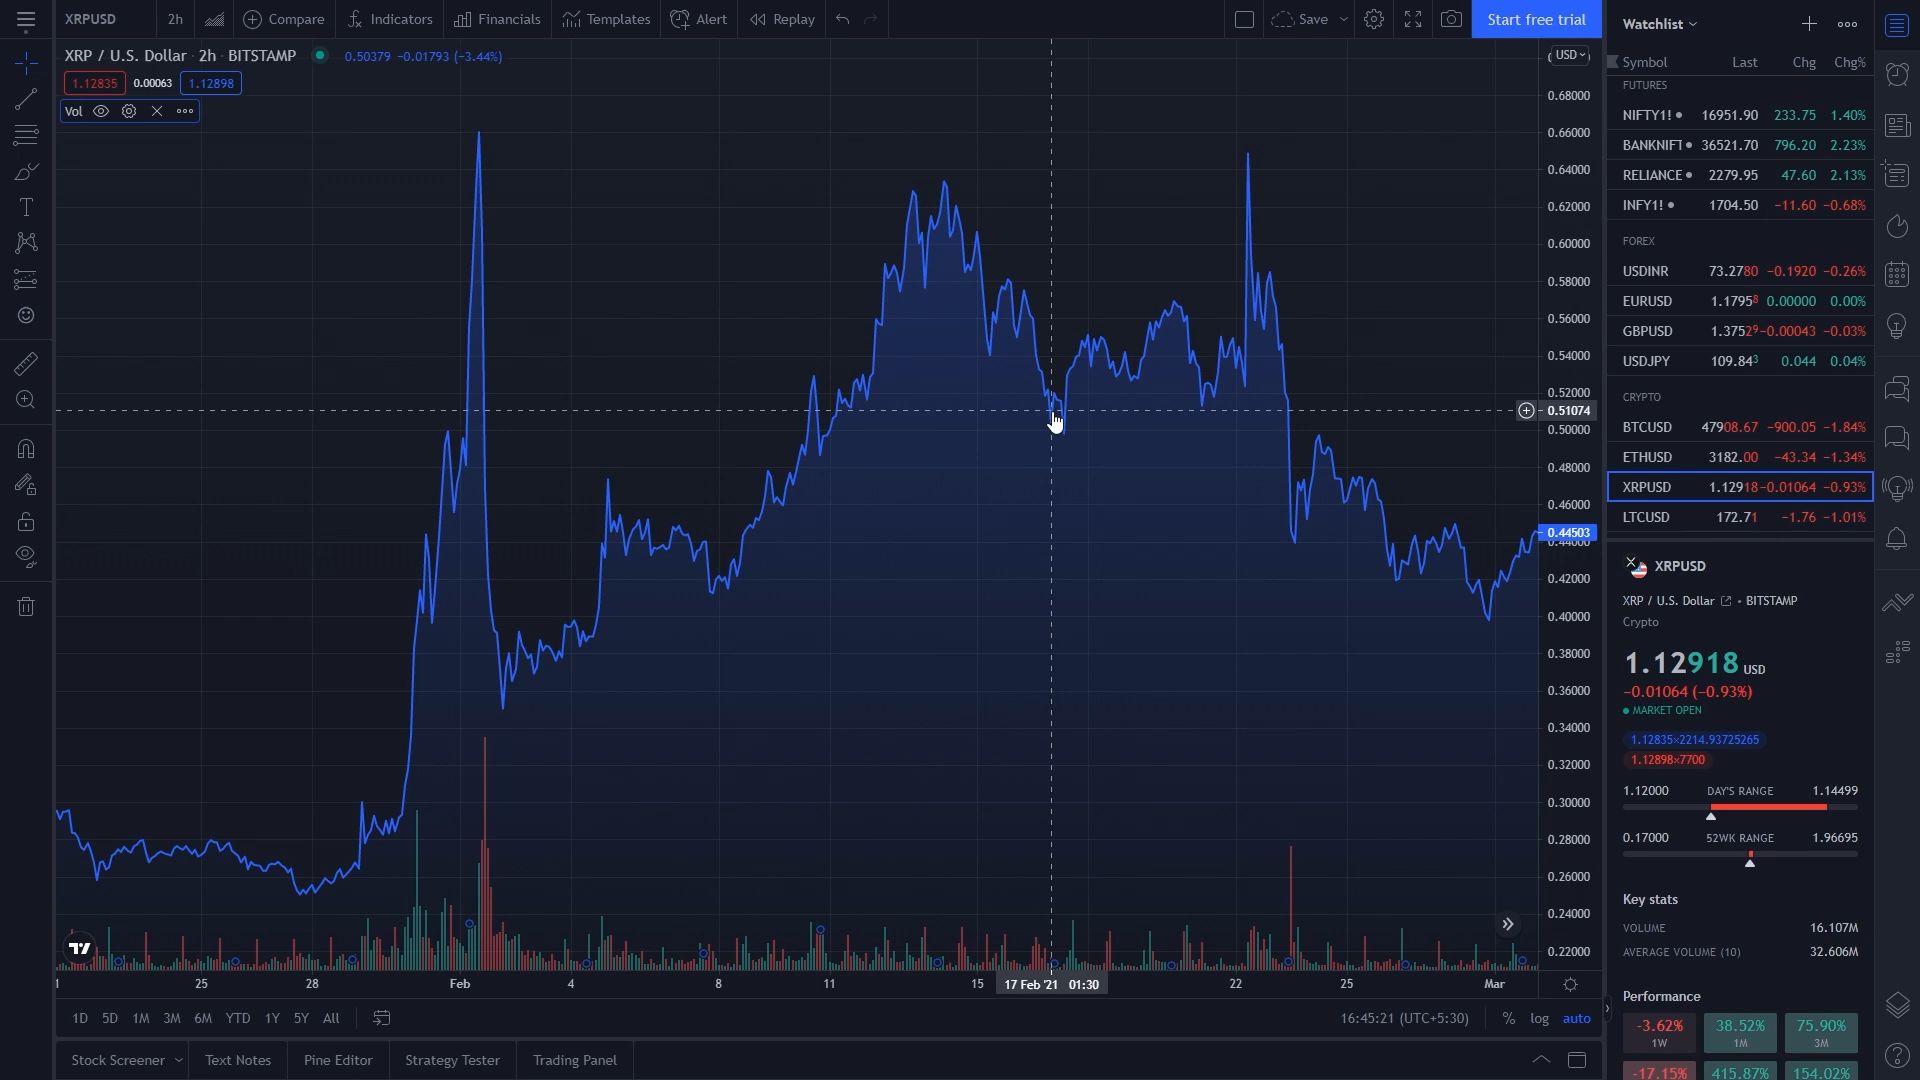 XRPUSD 2h Compare Indicators Financials Templates Alert Replay Save Start free trial
XRP / U.S. Dollar · 2h · BITSTAMP 0.50379 −0.01793 (−3.44%)
1.12835 0.00063 1.12898
Vol
USD
0.68000
0.66000
0.64000
0.62000
0.60000
0.58000
0.56000
0.54000
0.52000
0.51074
0.50000
0.48000
0.46000
0.44503
0.44000
0.42000
0.40000
0.38000
0.36000
0.34000
0.32000
0.30000
0.28000
0.26000
0.24000
0.22000
25 28 Feb 4 8 11 15 17 Feb '21 01:30 22 25 Mar
1D 5D 1M 3M 6M YTD 1Y 5Y All 16:45:21 (UTC+5:30) % log auto
Stock Screener Text Notes Pine Editor Strategy Tester Trading Panel
Watchlist
Symbol Last Chg Chg%
FUTURES
NIFTY1! 16951.90 233.75 1.40%
BANKNIFT 36521.70 796.20 2.23%
RELIANCE 2279.95 47.60 2.13%
INFY1! 1704.50 −11.60 −0.68%
FOREX
USDINR 73.2780 −0.1920 −0.26%
EURUSD 1.17958 0.00000 0.00%
GBPUSD 1.37529 −0.00043 −0.03%
USDJPY 109.843 0.044 0.04%
CRYPTO
BTCUSD 47908.67 −900.05 −1.84%
ETHUSD 3182.00 −43.34 −1.34%
XRPUSD 1.12918 −0.01064 −0.93%
LTCUSD 172.71 −1.76 −1.01%
XRPUSD
XRP / U.S. Dollar • BITSTAMP
Crypto
1.12918 USD
−0.01064 (−0.93%)
MARKET OPEN
1.12835×2214.93725265
1.12898×7700
1.12000 DAY'S RANGE 1.14499
0.17000 52WK RANGE 1.96695
Key stats
VOLUME 16.107M
AVERAGE VOLUME (10) 32.606M
Performance
-3.62% 38.52% 75.90%
1W 1M 3M
-17.15% 415.87% 154.02%